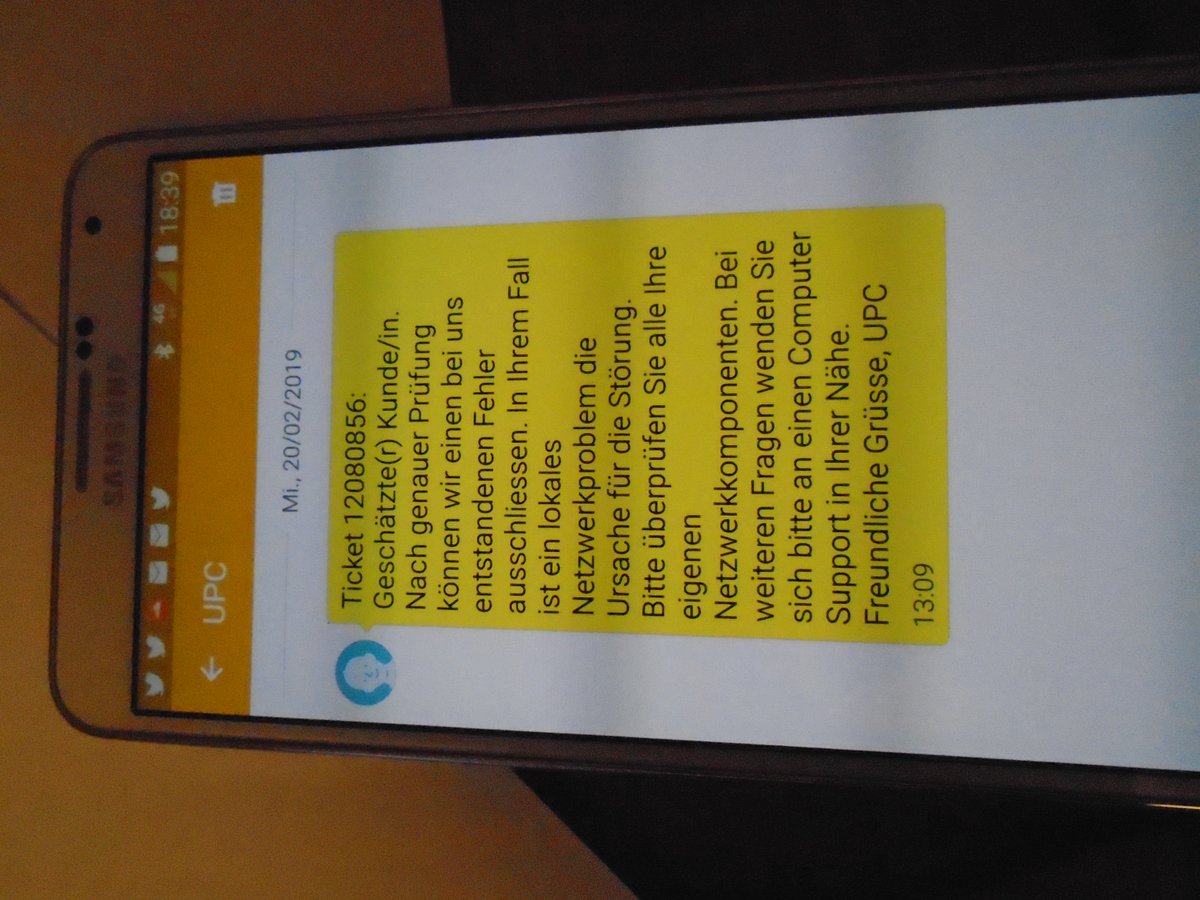 SAMSUNG
4G 18:39
UPC
Mi., 20/02/2019
Ticket 12080856:
Geschätzte(r) Kunde/in.
Nach genauer Prüfung
können wir einen bei uns
entstandenen Fehler
ausschliessen. In Ihrem Fall
ist ein lokales
Netzwerkproblem die
Ursache für die Störung.
Bitte überprüfen Sie alle Ihre
eigenen
Netzwerkkomponenten. Bei
weiteren Fragen wenden Sie
sich bitte an einen Computer
Support in Ihrer Nähe.
Freundliche Grüsse, UPC
13:09